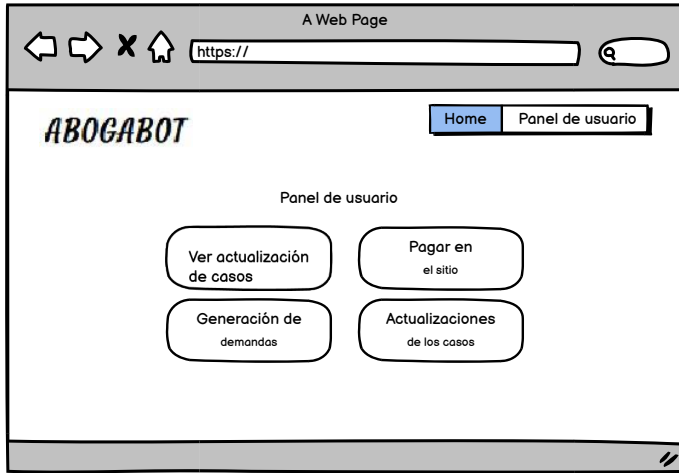 A Web Page
https://
ABOGABOT
Home
Panel de usuario
Panel de usuario
Ver actualización
de casos
Pagar en
el sitio
Generación de
demandas
Actualizaciones
de los casos